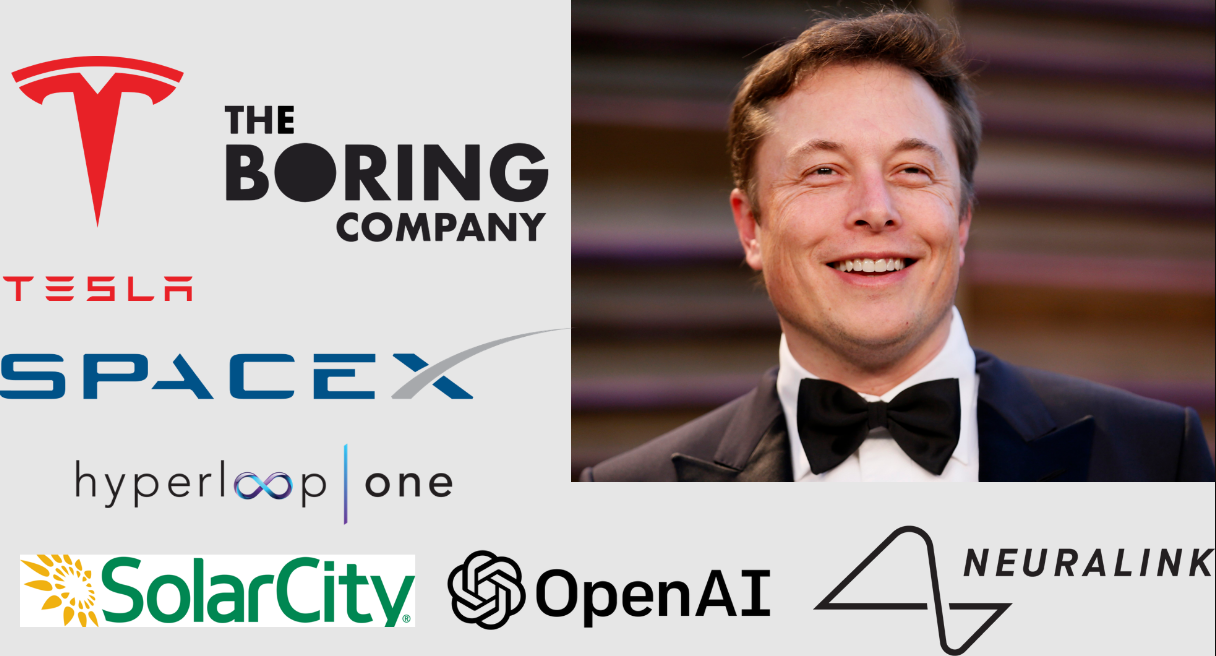 THE
BORING
COMPANY
TESLA
SPACEX
hyperloop | one
SolarCity®
OpenAI
NEURALINK